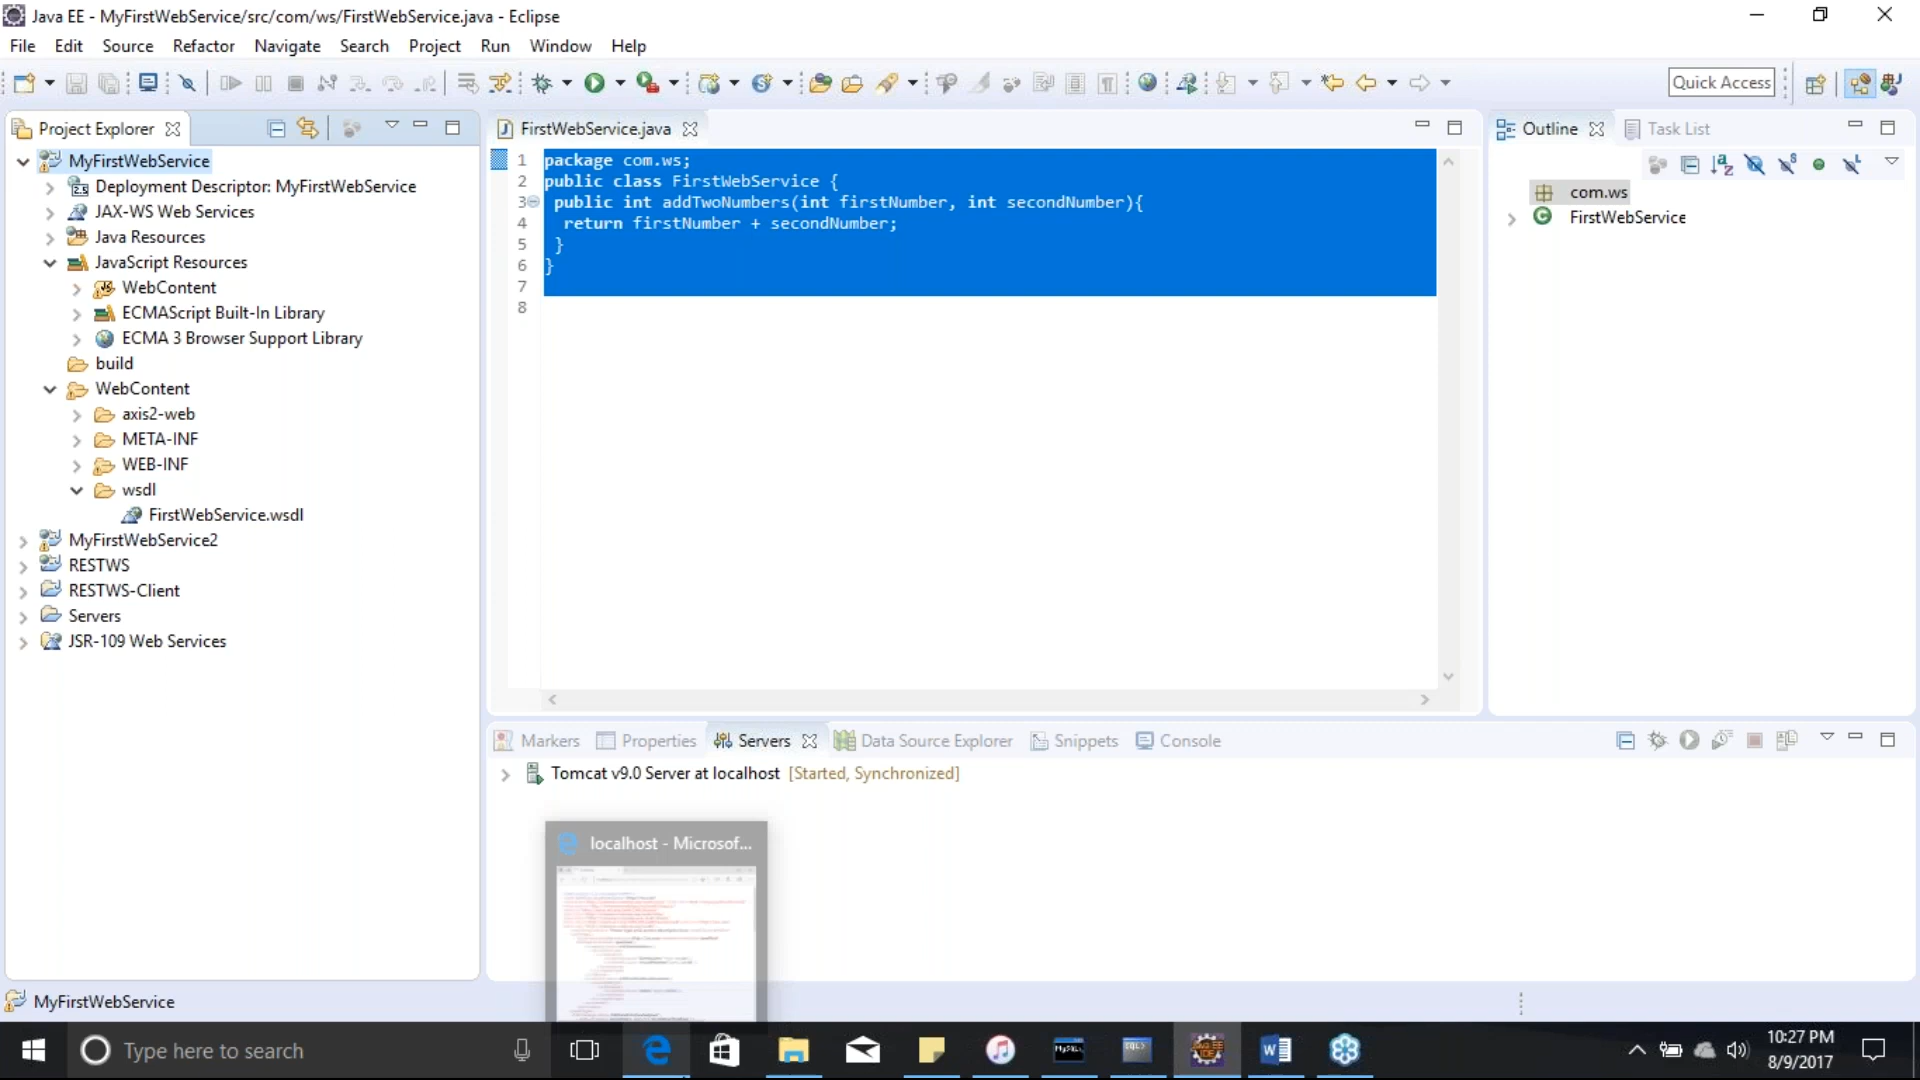 Java EE - MyFirstWebService/src/com/ws/FirstWebService.java - Eclipse
File Edit Source Refactor Navigate Search Project Run Window Help
Quick Access
Project Explorer
MyFirstWebService
Deployment Descriptor: MyFirstWebService
JAX-WS Web Services
Java Resources
JavaScript Resources
WebContent
ECMAScript Built-In Library
ECMA 3 Browser Support Library
build
WebContent
axis2-web
META-INF
WEB-INF
wsdl
FirstWebService.wsdl
MyFirstWebService2
RESTWS
RESTWS-Client
Servers
JSR-109 Web Services
FirstWebService.java
1 package com.ws;
2 public class FirstWebService {
3 public int addTwoNumbers(int firstNumber, int secondNumber){
4 return firstNumber + secondNumber;
5 }
6 }
7
8
Outline Task List
com.ws
FirstWebService
Markers Properties Servers Data Source Explorer Snippets Console
Tomcat v9.0 Server at localhost [Started, Synchronized]
localhost - Microsof...
MyFirstWebService
Type here to search
10:27 PM
8/9/2017